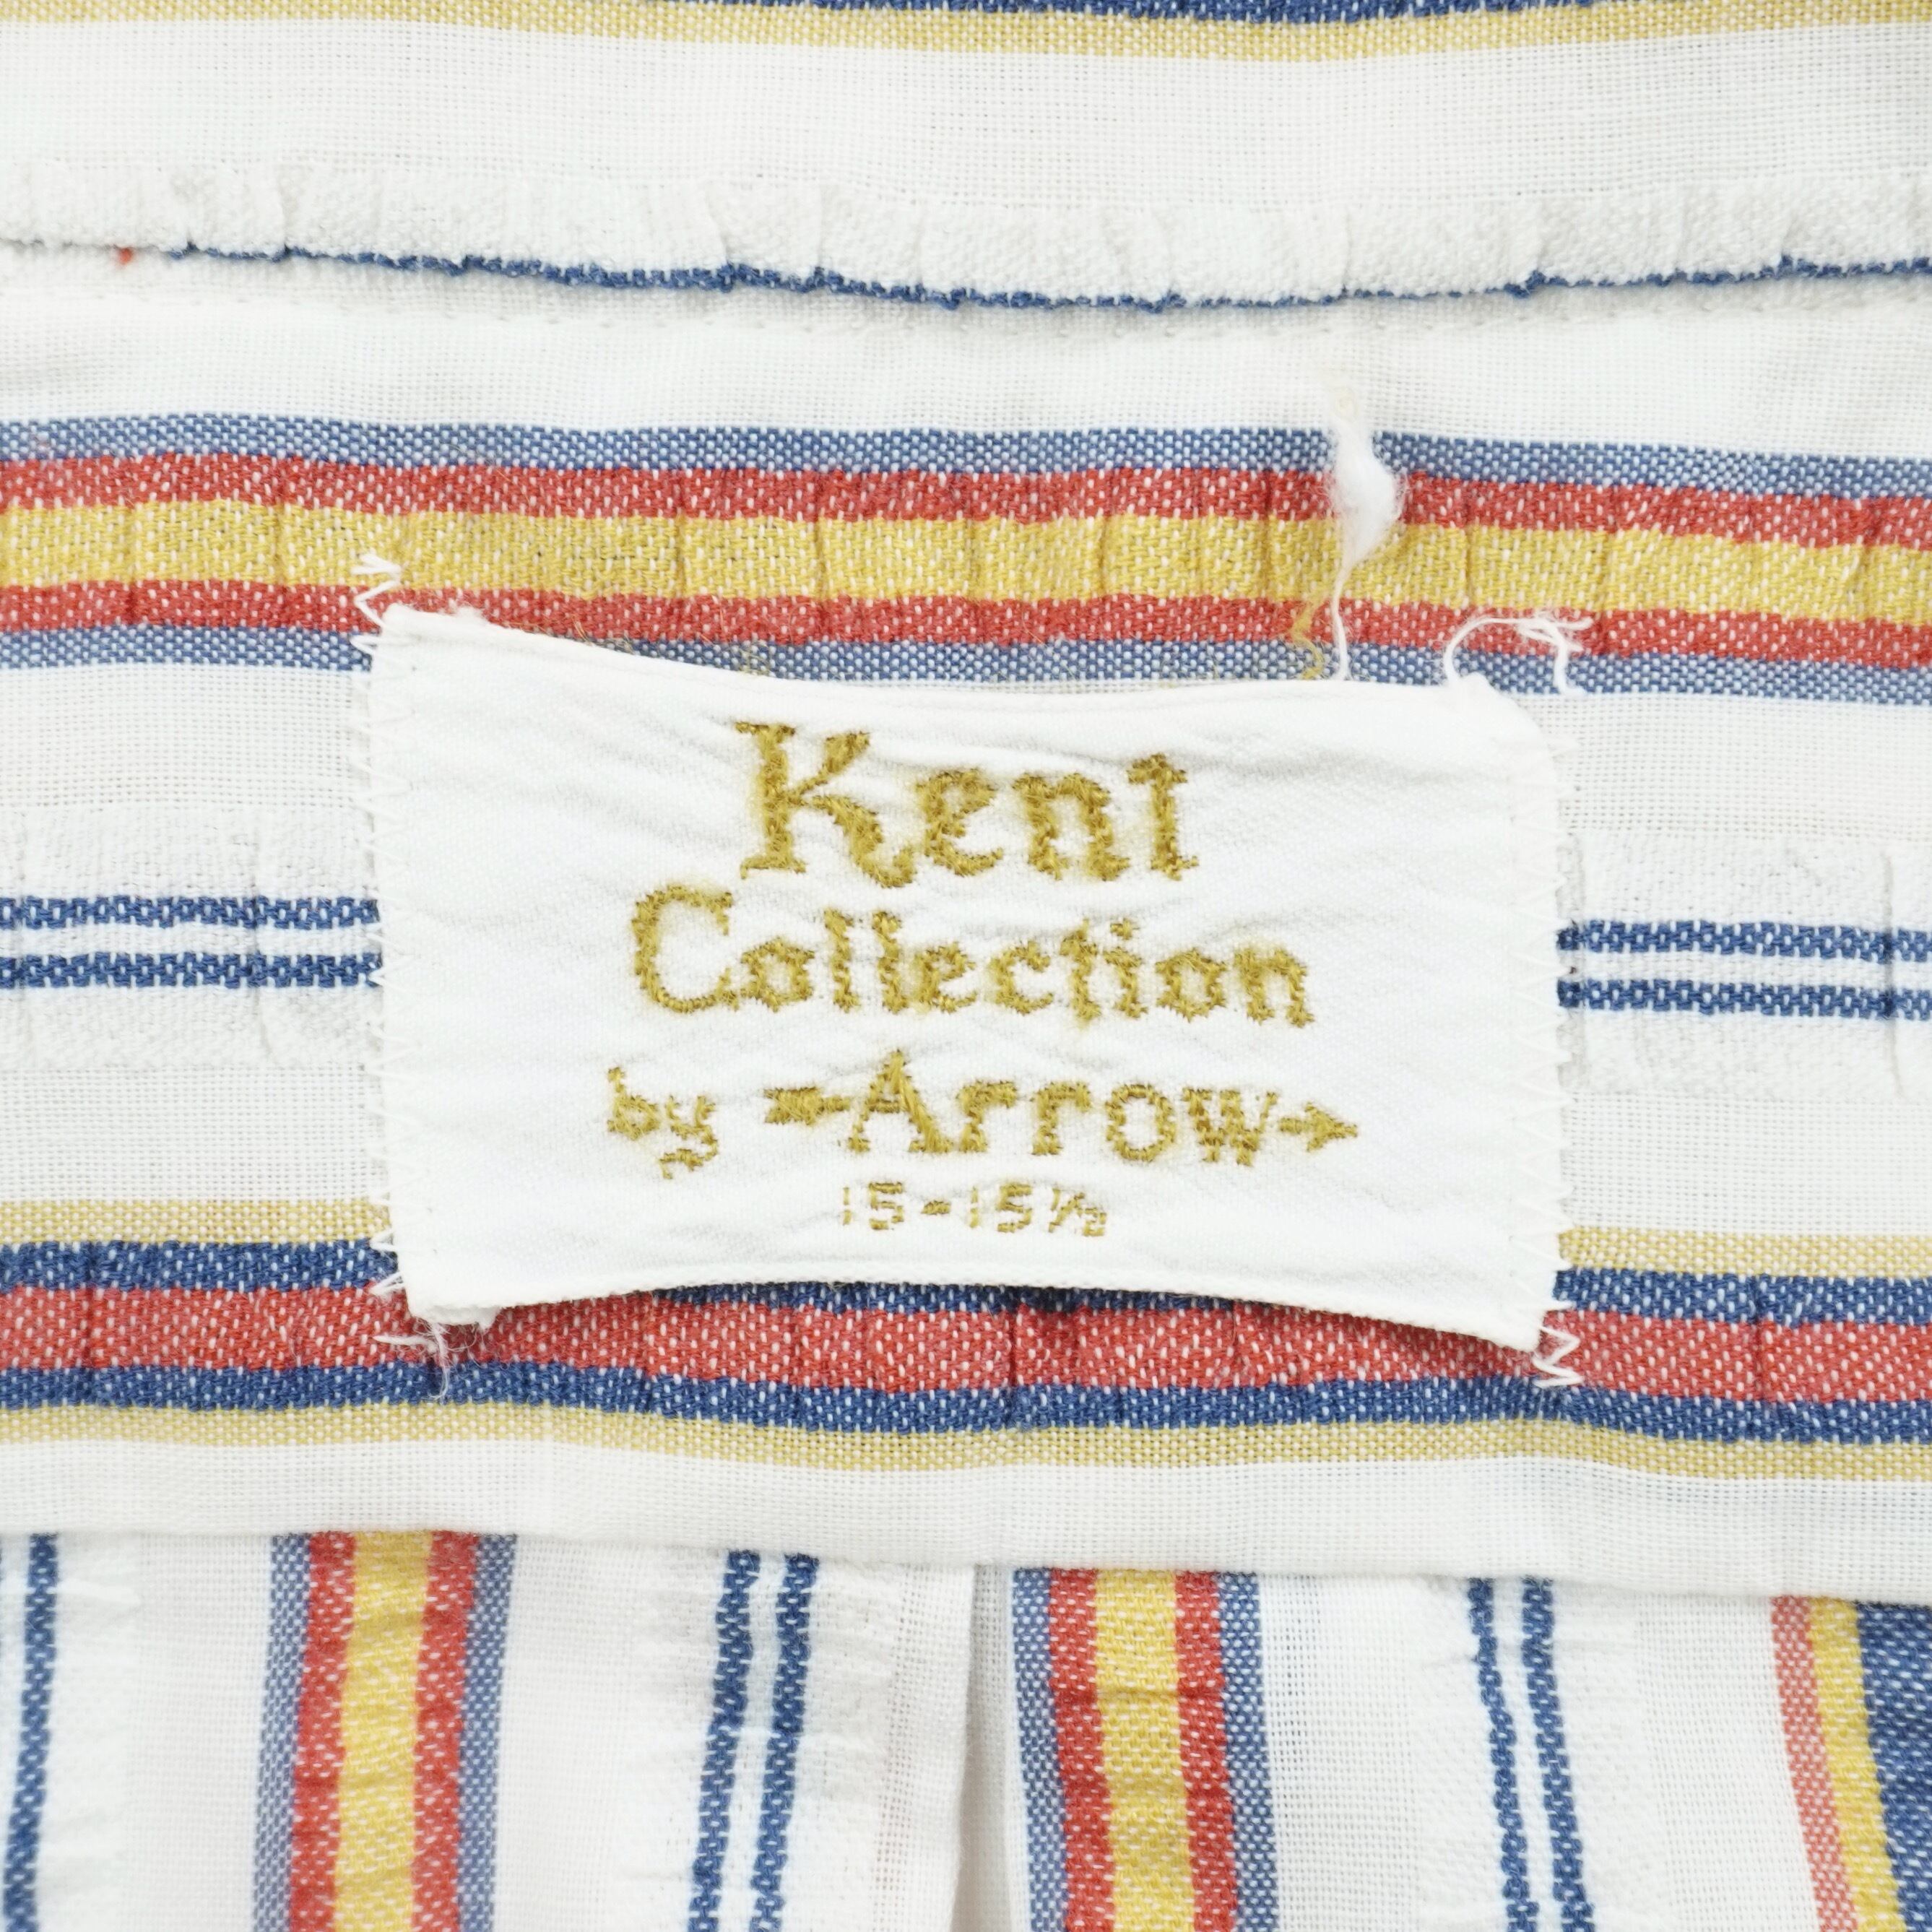 Kent
Collection
by Arrow
15-15½